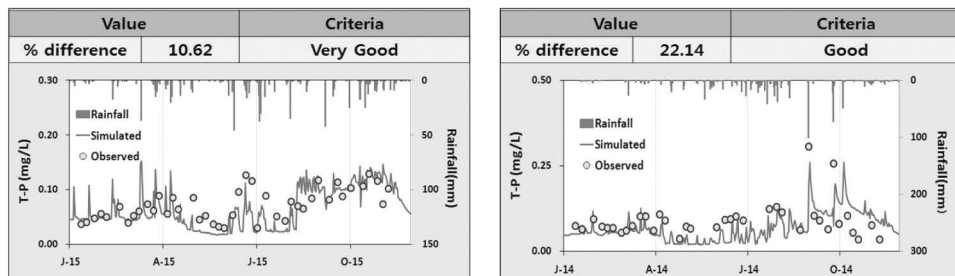 Value Criteria
% difference 10.62 Very Good
0.30 0
Rainfall
Simulated
Observed
0.20 50
0.10 100
0.00 150
T-P (mg/L)
Rainfall(mm)
J-15 A-15 J-15 O-15
Value Criteria
% difference 22.14 Good
0.50 0
Rainfall
Simulated
Observed
100
0.25
200
0.00 300
T-P (mg/L)
Rainfall(mm)
J-14 A-14 J-14 O-14